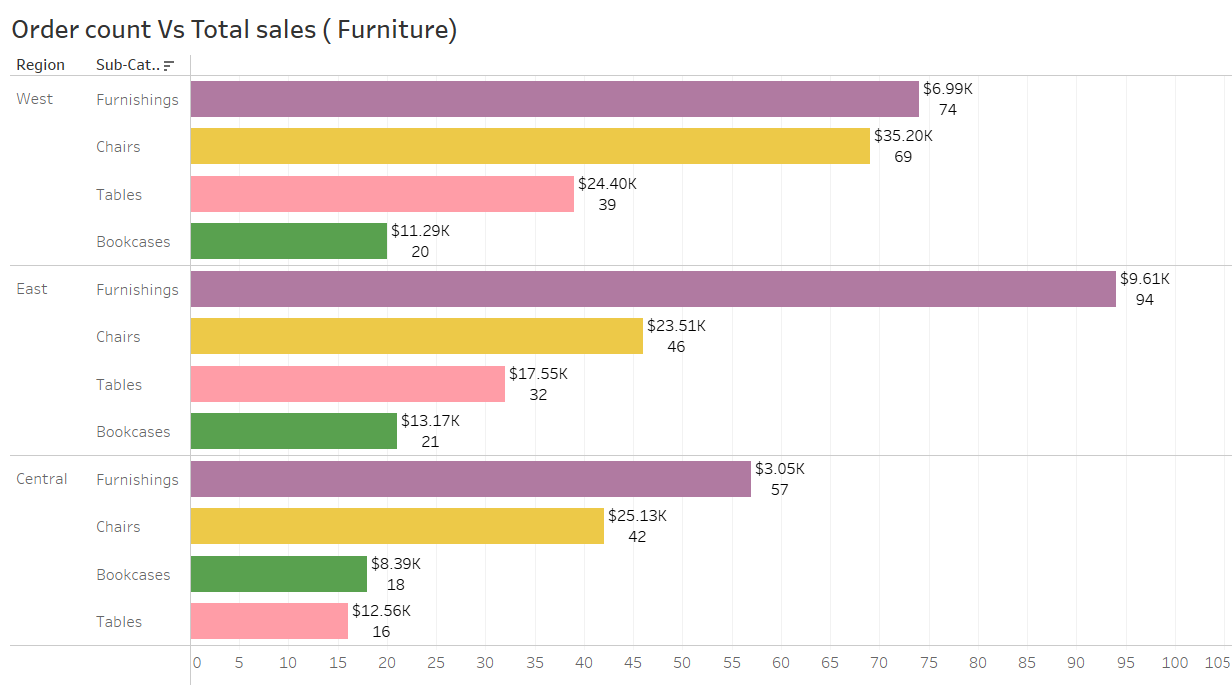 Order count Vs Total sales ( Furniture)
Region Sub-Cat..
West Furnishings $6.99K
74
Chairs $35.20K
69
Tables $24.40K
39
Bookcases $11.29K
20
East Furnishings $9.61K
94
Chairs $23.51K
46
Tables $17.55K
32
Bookcases $13.17K
21
Central Furnishings $3.05K
57
Chairs $25.13K
42
Bookcases $8.39K
18
Tables $12.56K
16
0 5 10 15 20 25 30 35 40 45 50 55 60 65 70 75 80 85 90 95 100 105